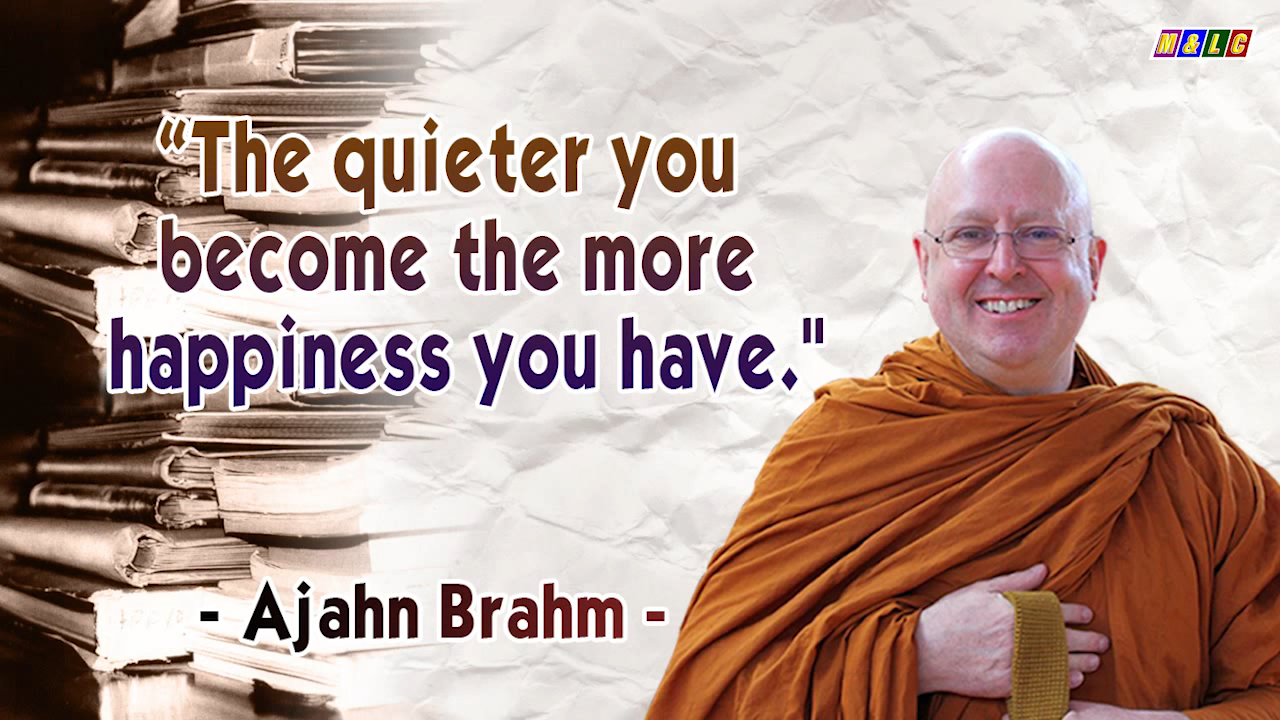 M&LC
“The quieter you
become the more
happiness you have."
- Ajahn Brahm -